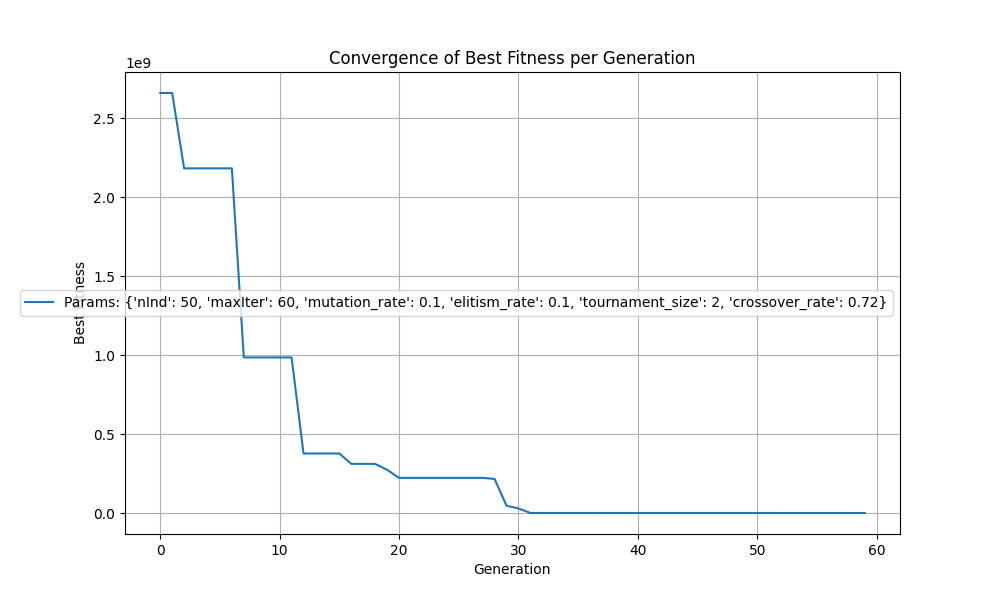 Convergence of Best Fitness per Generation
1e9
2.5
2.0
1.5
1.0
0.5
0.0
Best
Params: {'nInd': 50, 'maxIter': 60, 'mutation_rate': 0.1, 'elitism_rate': 0.1, 'tournament_size': 2, 'crossover_rate': 0.72}
0 10 20 30 40 50 60
Generation